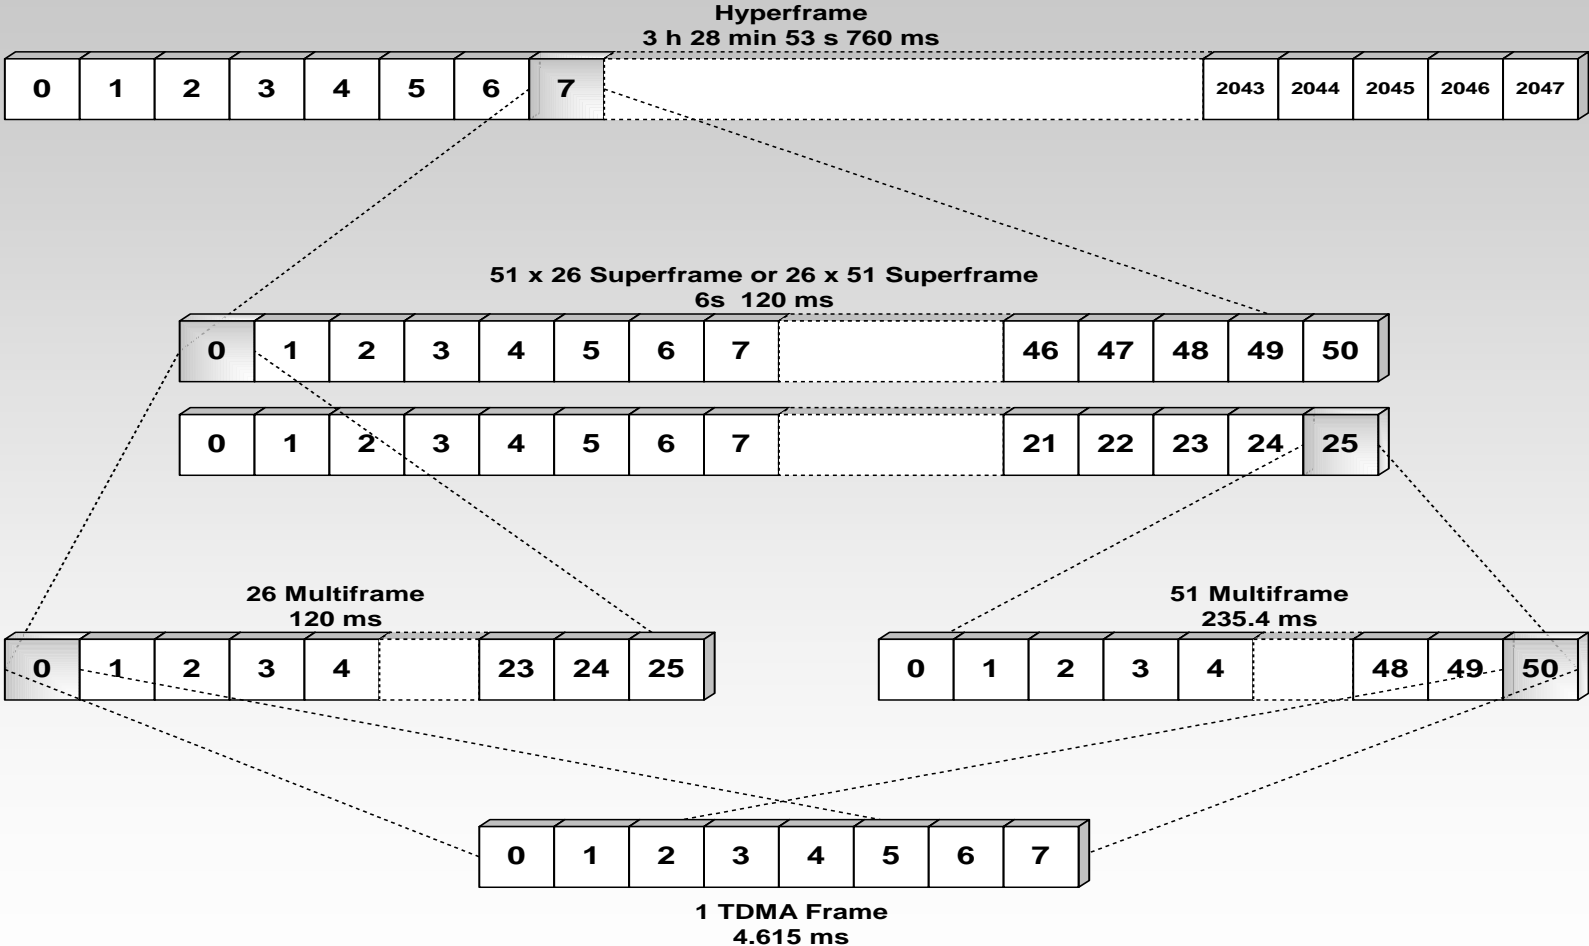 Hyperframe
3 h 28 min 53 s 760 ms
0 1 2 3 4 5 6 7 2043 2044 2045 2046 2047
51 x 26 Superframe or 26 x 51 Superframe
6s 120 ms
0 1 2 3 4 5 6 7 46 47 48 49 50
0 1 2 3 4 5 6 7 21 22 23 24 25
26 Multiframe
120 ms
0 1 2 3 4 23 24 25
51 Multiframe
235.4 ms
0 1 2 3 4 48 49 50
0 1 2 3 4 5 6 7
1 TDMA Frame
4.615 ms